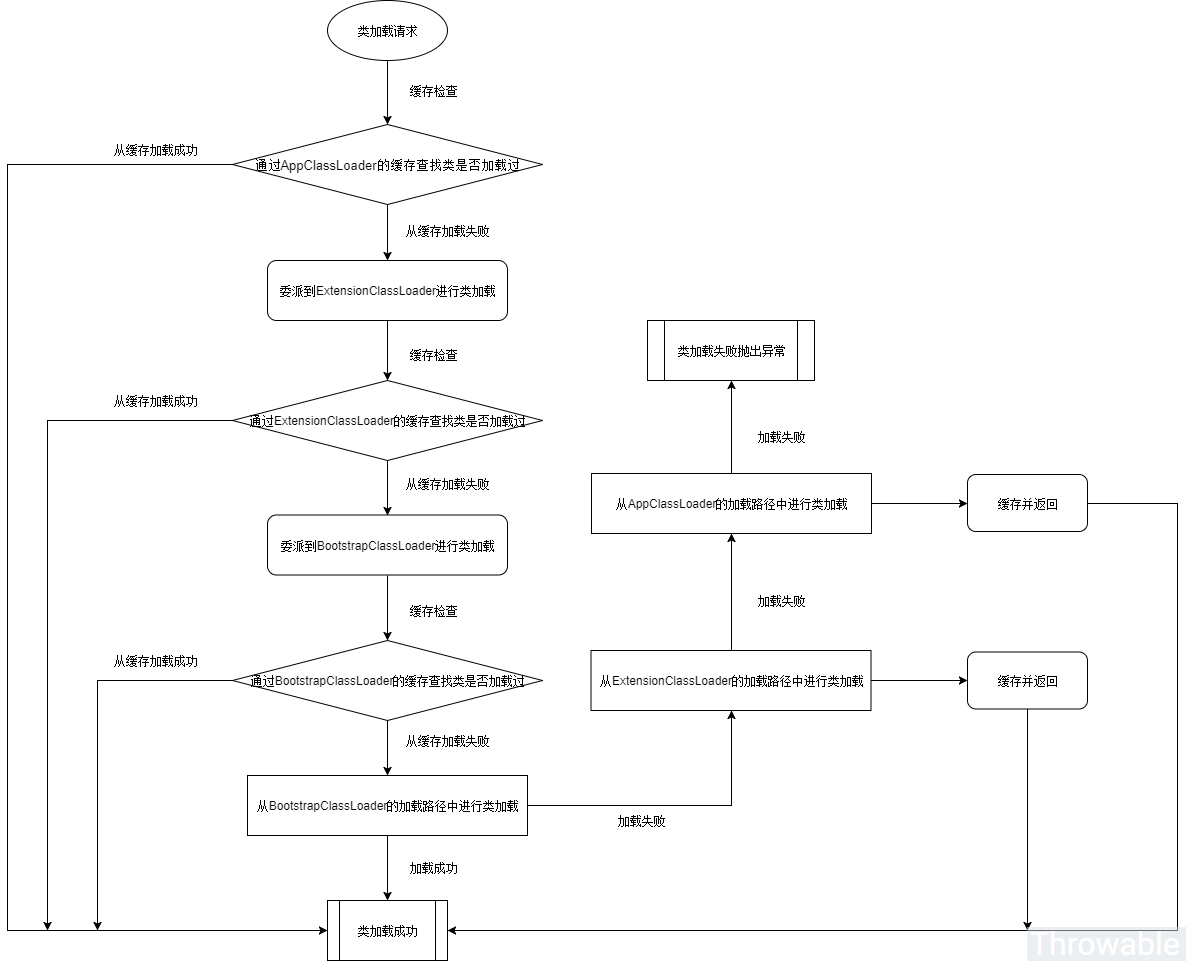 类加载请求
缓存检查
从缓存加载成功
通过AppClassLoader的缓存查找类是否加载过
从缓存加载失败
委派到ExtensionClassLoader进行类加载
缓存检查
从缓存加载成功
通过ExtensionClassLoader的缓存查找类是否加载过
从缓存加载失败
委派到BootstrapClassLoader进行类加载
缓存检查
从缓存加载成功
通过BootstrapClassLoader的缓存查找类是否加载过
从缓存加载失败
从BootstrapClassLoader的加载路径中进行类加载
加载失败
加载成功
类加载成功
类加载失败抛出异常
加载失败
从AppClassLoader的加载路径中进行类加载
缓存并返回
加载失败
从ExtensionClassLoader的加载路径中进行类加载
缓存并返回
Throwable